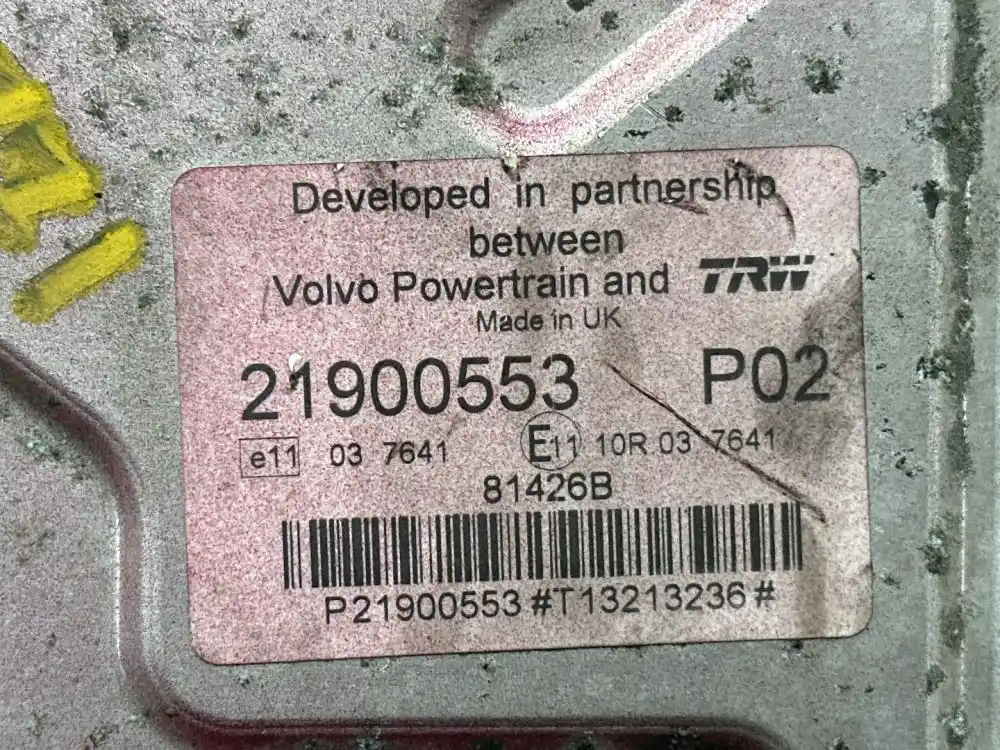 Developed in partnership
between
Volvo Powertrain and TRW
Made in UK
21900553 P02
e11 03 7641 E11 10R 03 7641
81426B
P21900553#T13213236#